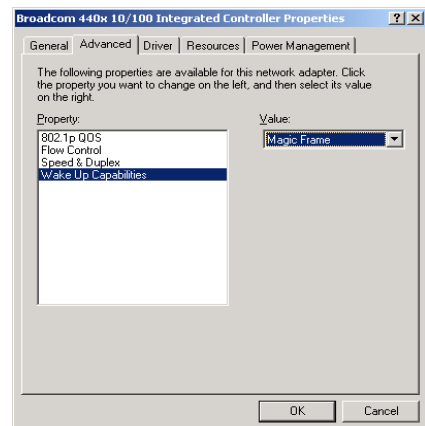 Broadcom 440x 10/100 Integrated Controller Properties
General Advanced Driver Resources Power Management
The following properties are available for this network adapter. Click
the property you want to change on the left, and then select its value
on the right.
Property: Value:
802.1p QOS Magic Frame
Flow Control
Speed & Duplex
Wake Up Capabilities
OK Cancel